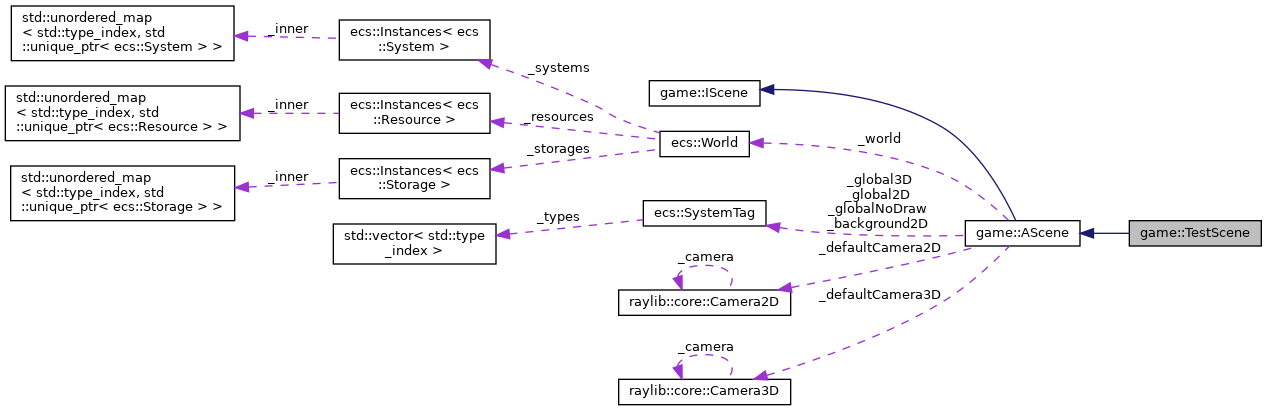 std::unordered_map
< std::type_index, std
::unique_ptr< ecs::System > >
_inner
ecs::Instances< ecs
::System >
_systems
std::unordered_map
< std::type_index, std
::unique_ptr< ecs::Resource > >
_inner
ecs::Instances< ecs
::Resource >
_resources
std::unordered_map
< std::type_index, std
::unique_ptr< ecs::Storage > >
_inner
ecs::Instances< ecs
::Storage >
_storages
game::IScene
ecs::World
_world
std::vector< std::type
_index >
_types
ecs::SystemTag
_global3D
_global2D
_globalNoDraw
_background2D
game::AScene
game::TestScene
_defaultCamera2D
_camera
raylib::core::Camera2D
_defaultCamera3D
_camera
raylib::core::Camera3D